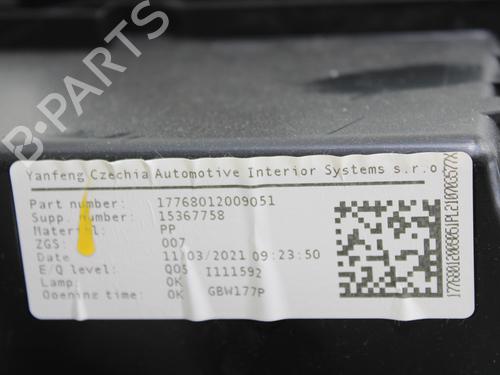 B-PARTS
Yanfeng Czechia Automotive Interior Systems s.r.o
Part number: 17768012009051
Supp. number: 15367758
Material: PP
ZGS: 007
Date 11/03/2021 09:23:50
E/Q level: Q05 I111592
Lamp: OK
Opening time: OK GBW177P